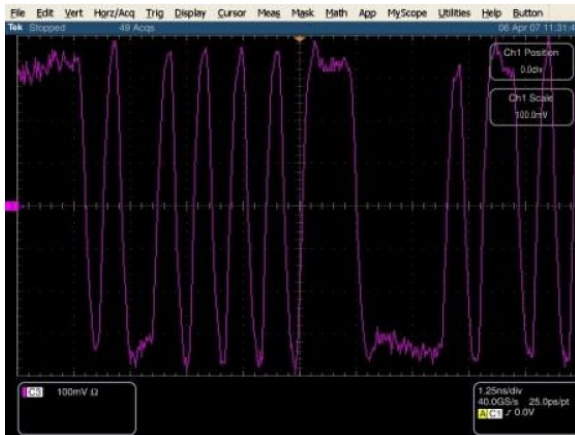 File Edit Vert Horz/Acq Trig Display Cursor Meas Mask Math App MyScope Utilities Help Button
Tek Stopped 49 Acqs 06 Apr 07 11:31:4
Ch1 Position
0.0div
Ch1 Scale
100.0mV
C3 100mV Ω
1.25ns/div
40.0GS/s 25.0ps/pt
A C1 0.0V